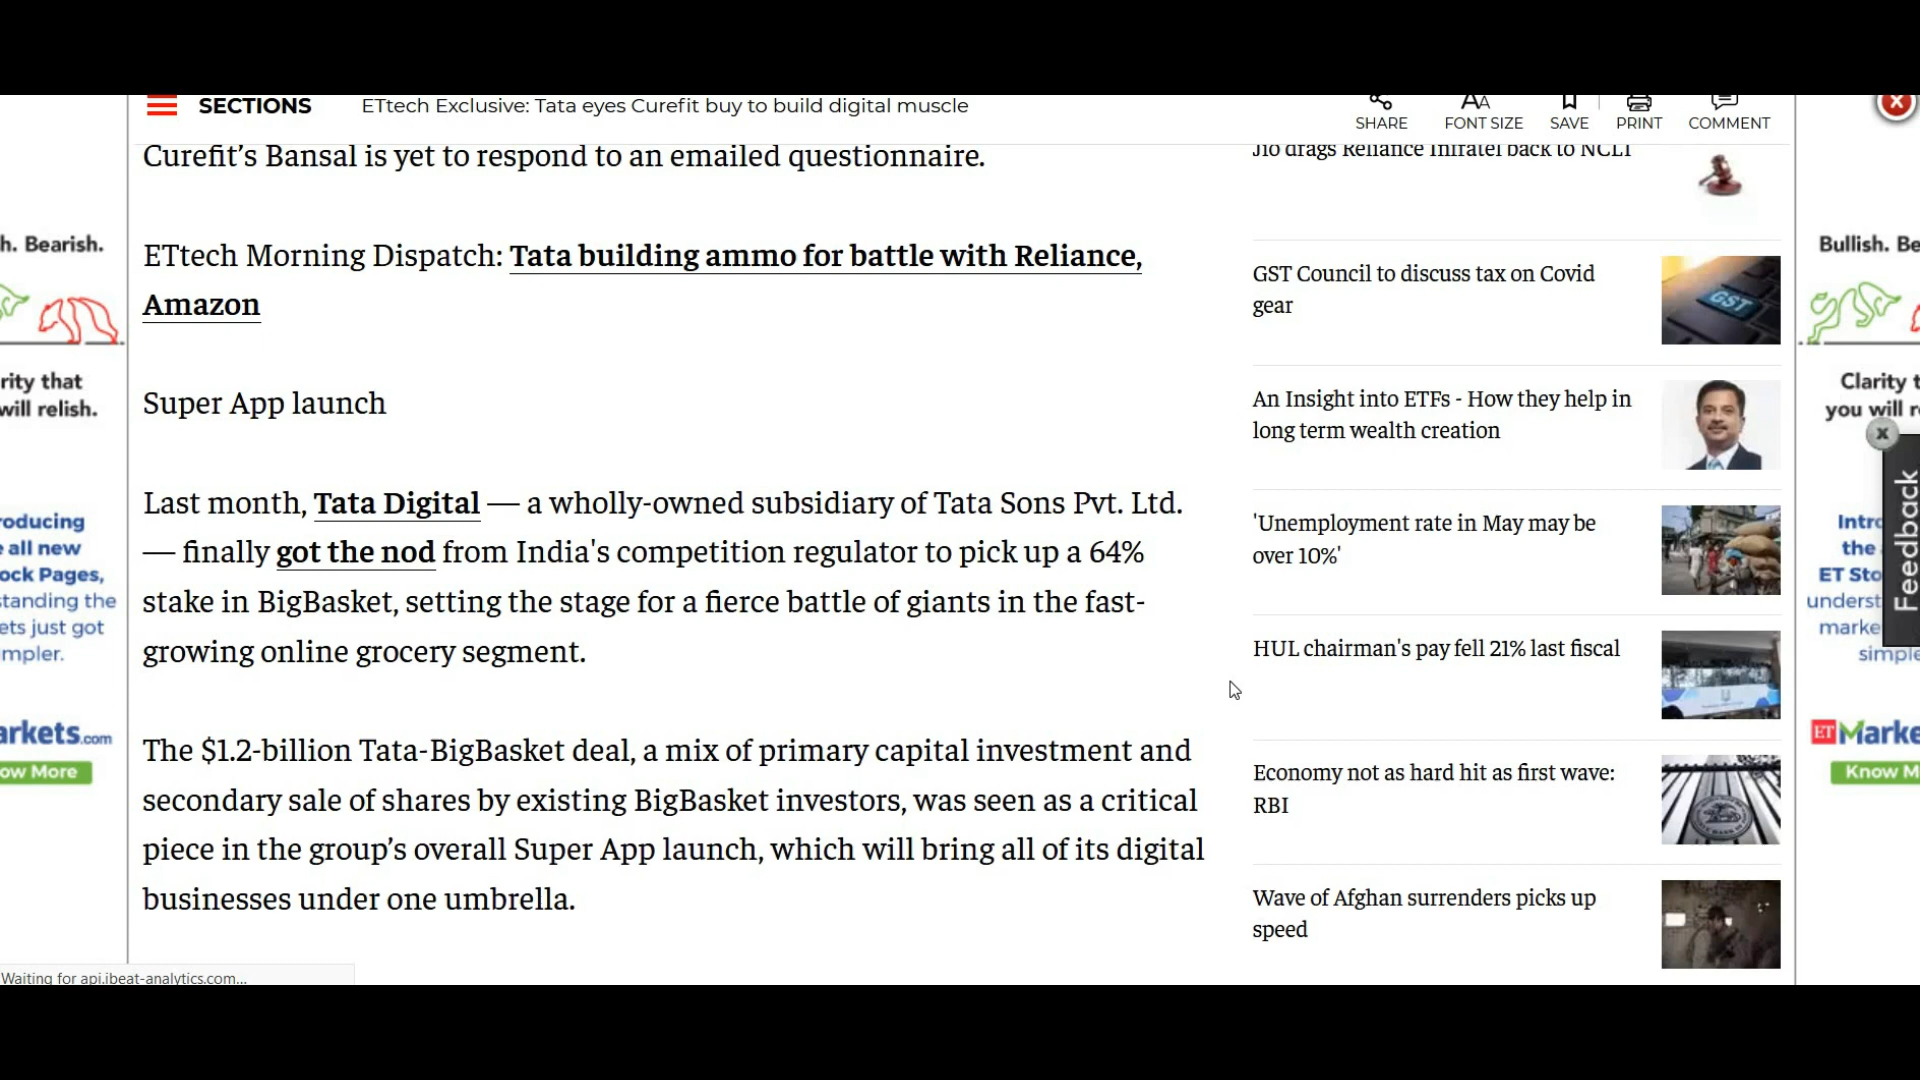 SECTIONS
ETtech Exclusive: Tata eyes Curefit buy to build digital muscle
SHARE
AA
FONT SIZE
SAVE
PRINT
COMMENT
Curefit’s Bansal is yet to respond to an emailed questionnaire.
ETtech Morning Dispatch: Tata building ammo for battle with Reliance,
Amazon
Super App launch
Last month, Tata Digital — a wholly-owned subsidiary of Tata Sons Pvt. Ltd.
— finally got the nod from India's competition regulator to pick up a 64%
stake in BigBasket, setting the stage for a fierce battle of giants in the fast-
growing online grocery segment.
The $1.2-billion Tata-BigBasket deal, a mix of primary capital investment and
secondary sale of shares by existing BigBasket investors, was seen as a critical
piece in the group’s overall Super App launch, which will bring all of its digital
businesses under one umbrella.
Jio drags Reliance Infratel back to NCLT
GST Council to discuss tax on Covid
gear
GST
An Insight into ETFs - How they help in
long term wealth creation
'Unemployment rate in May may be
over 10%'
HUL chairman's pay fell 21% last fiscal
Economy not as hard hit as first wave:
RBI
Wave of Afghan surrenders picks up
speed
h. Bearish.
rity that
will relish.
roducing
all new
ock Pages,
tanding the
ets just got
mpler.
arkets.com
ow More
Bullish. Be
Clarity t
you will r
Intro
the
ET Sto
underst
marke
simple
ET Marke
Know M
Feedback
Waiting for api.ibeat-analytics.com...